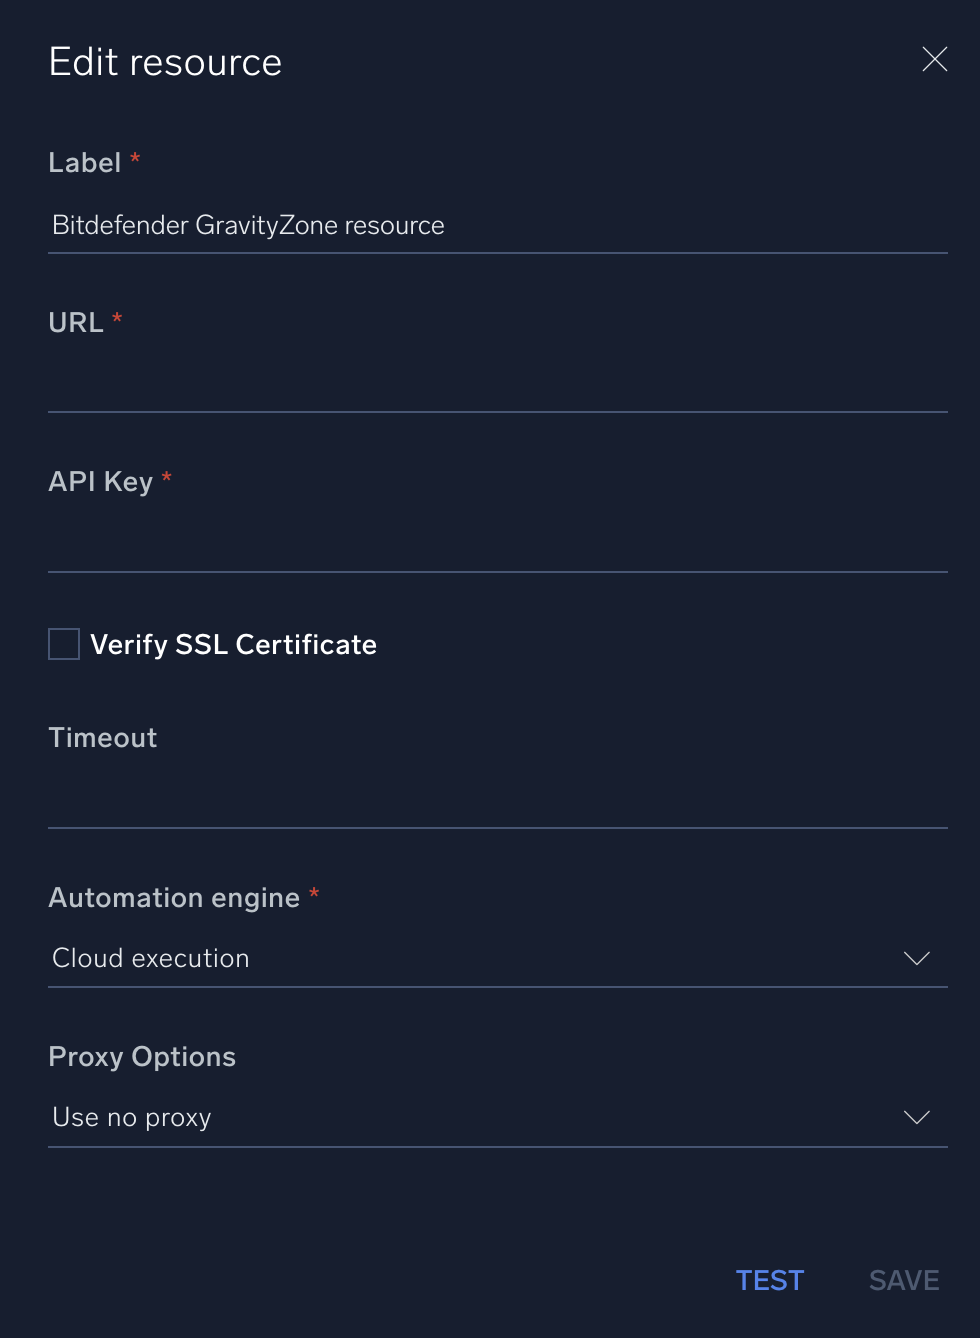 Edit resource
Label *
Bitdefender GravityZone resource
URL *
API Key *
Verify SSL Certificate
Timeout
Automation engine *
Cloud execution
Proxy Options
Use no proxy
TEST SAVE